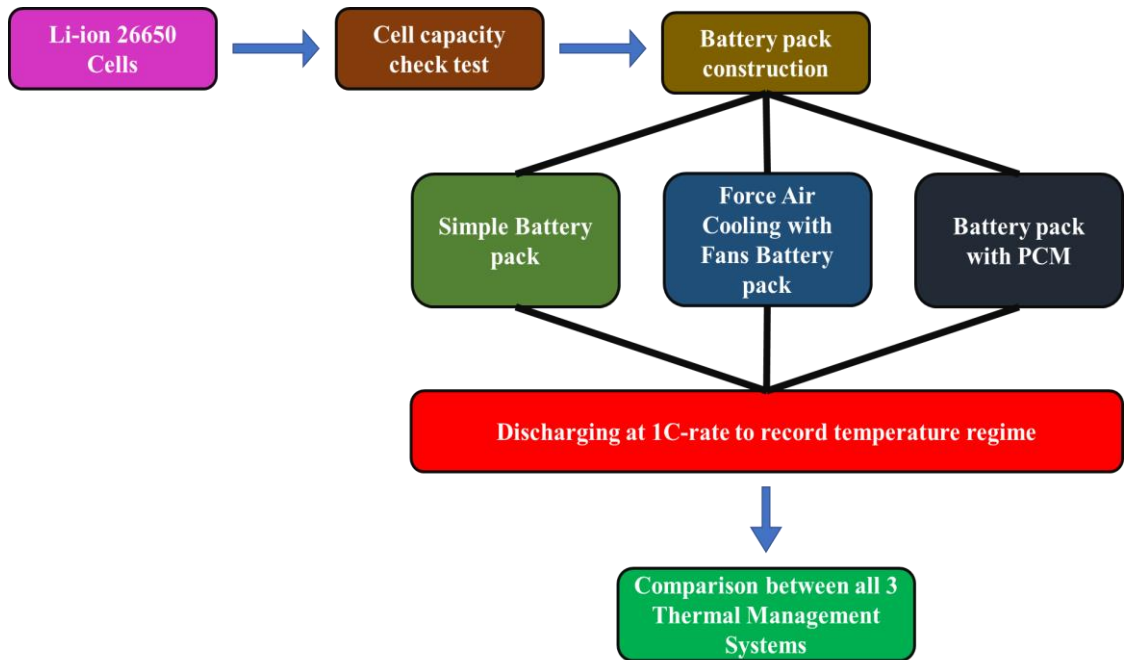 Li-ion 26650
Cells
Cell capacity
check test
Battery pack
construction
Simple Battery
pack
Force Air
Cooling with
Fans Battery
pack
Battery pack
with PCM
Discharging at 1C-rate to record temperature regime
Comparison between all 3
Thermal Management
Systems